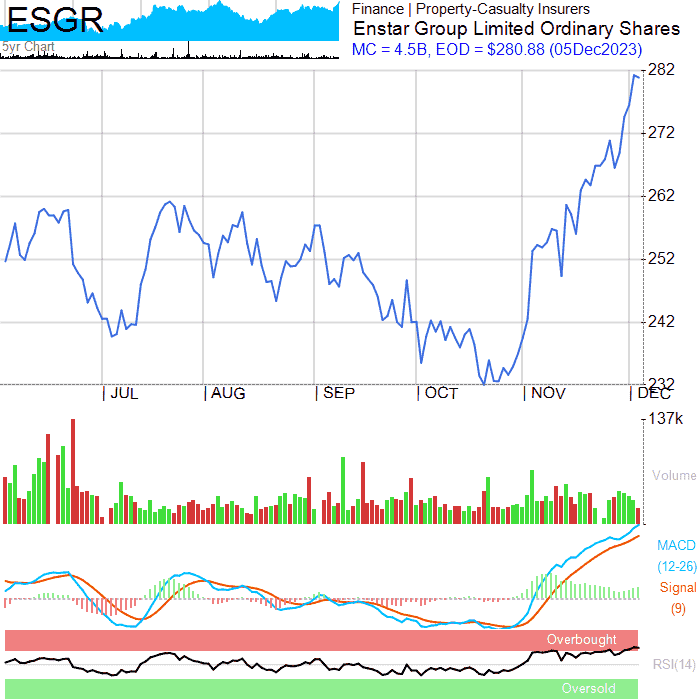 ESGR
5yr Chart
Finance | Property-Casualty Insurers
Enstar Group Limited Ordinary Shares
MC = 4.5B, EOD = $280.88 (05Dec2023)
282
272
262
252
242
232
JUL AUG SEP OCT NOV DEC
137k
Volume
MACD
(12-26)
Signal
(9)
Overbought
RSI(14)
Oversold